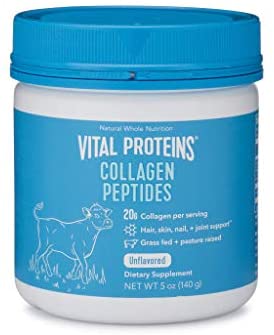 Natural Whole Nutrition
VITAL PROTEINS®
COLLAGEN
PEPTIDES
20g Collagen per serving
Hair, skin, nail, + joint support**
Grass fed + pasture raised
Unflavored
Dietary Supplement
NET WT. 5 oz (140 g)